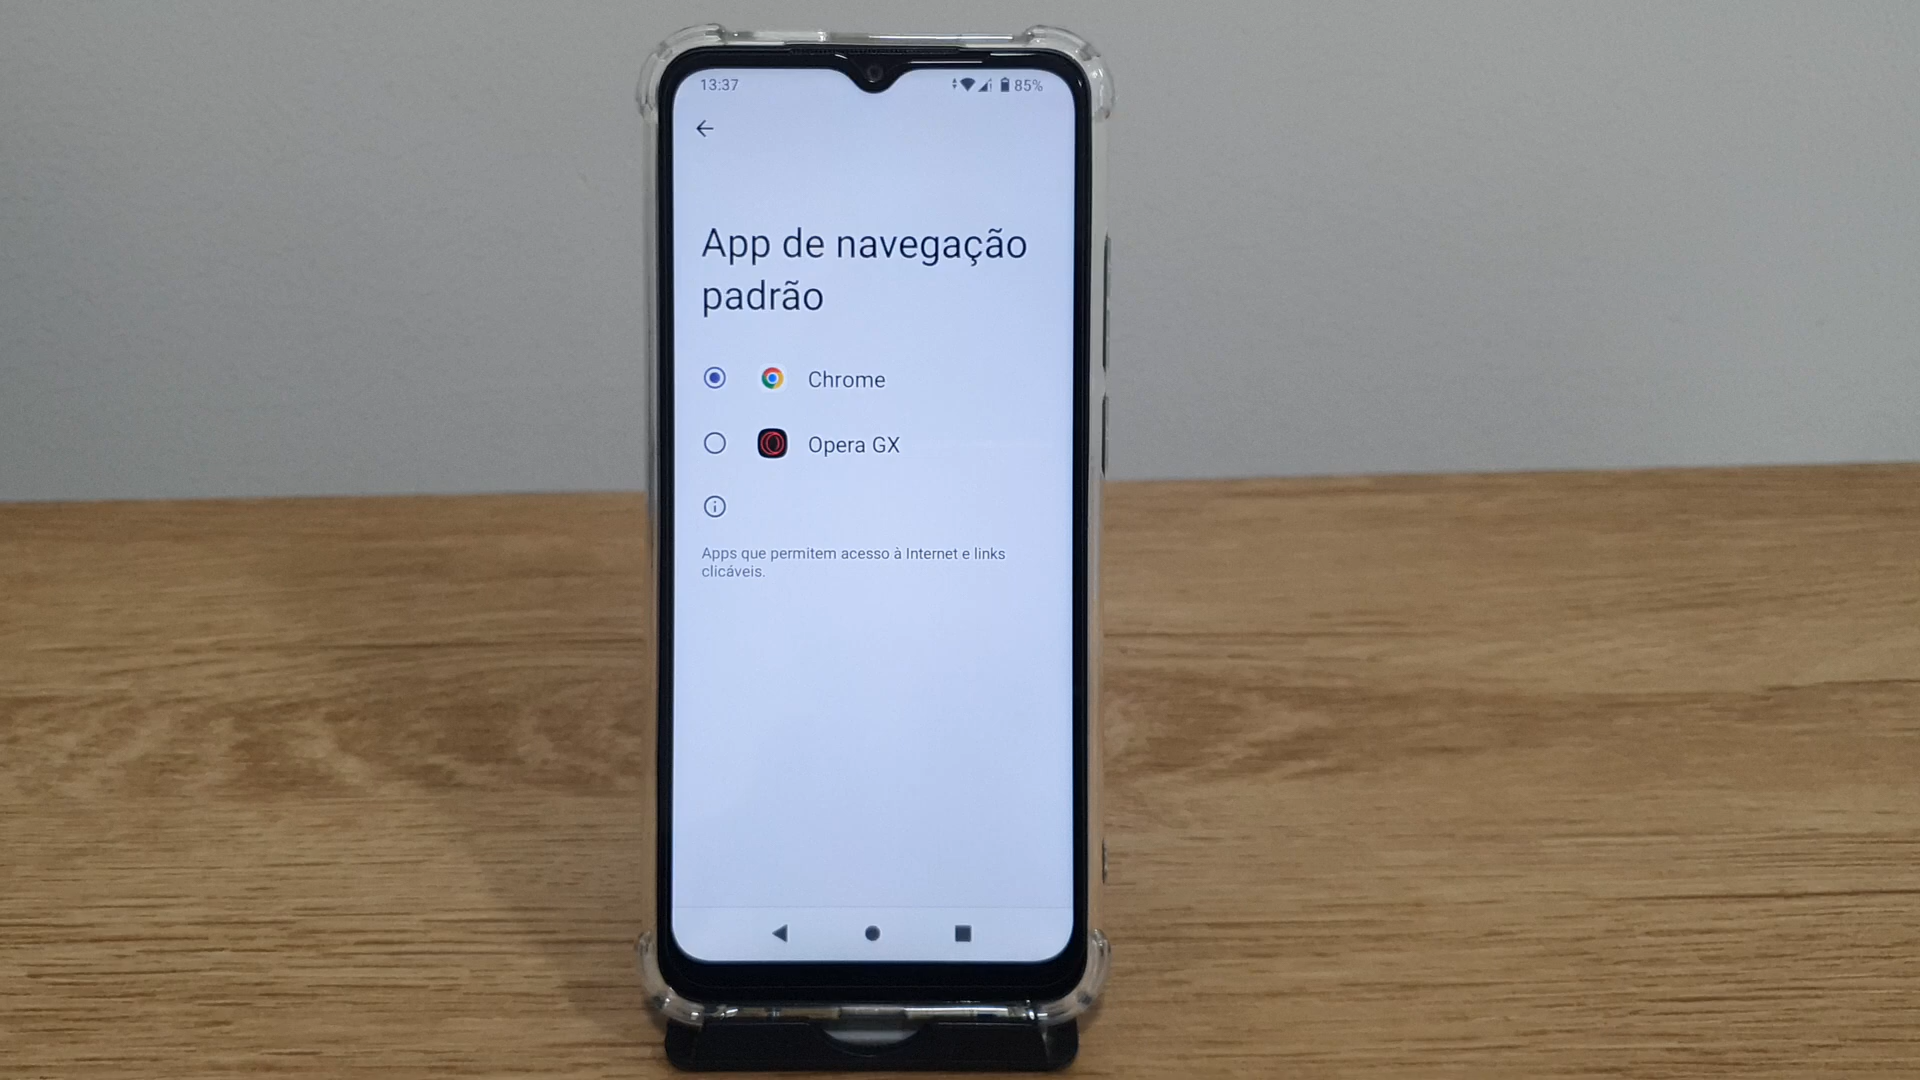 13:37
85%
App de navegação
padrão
Chrome
Opera GX
Apps que permitem acesso à Internet e links
clicáveis.